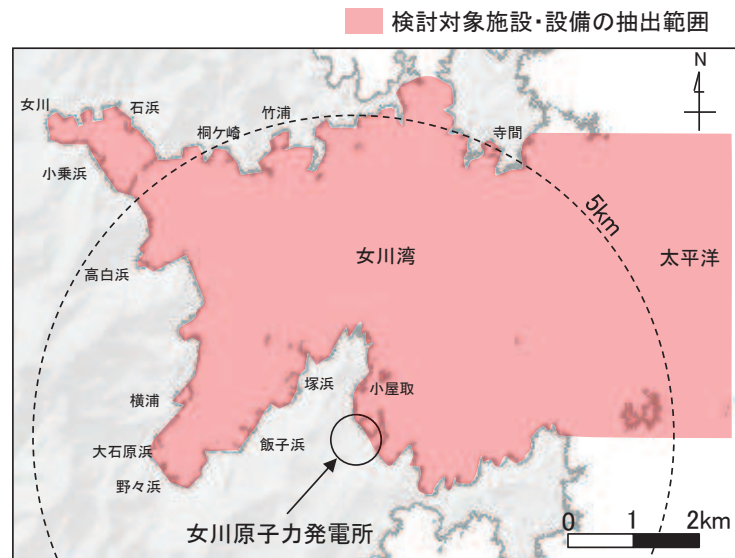 検討対象施設・設備の抽出範囲
N
女川
石浜
竹浦
桐ケ崎
寺間
小乗浜
5km
女川湾
太平洋
高白浜
塚浜
小屋取
横浦
大石原浜
飯子浜
野々浜
女川原子力発電所
0 1 2km